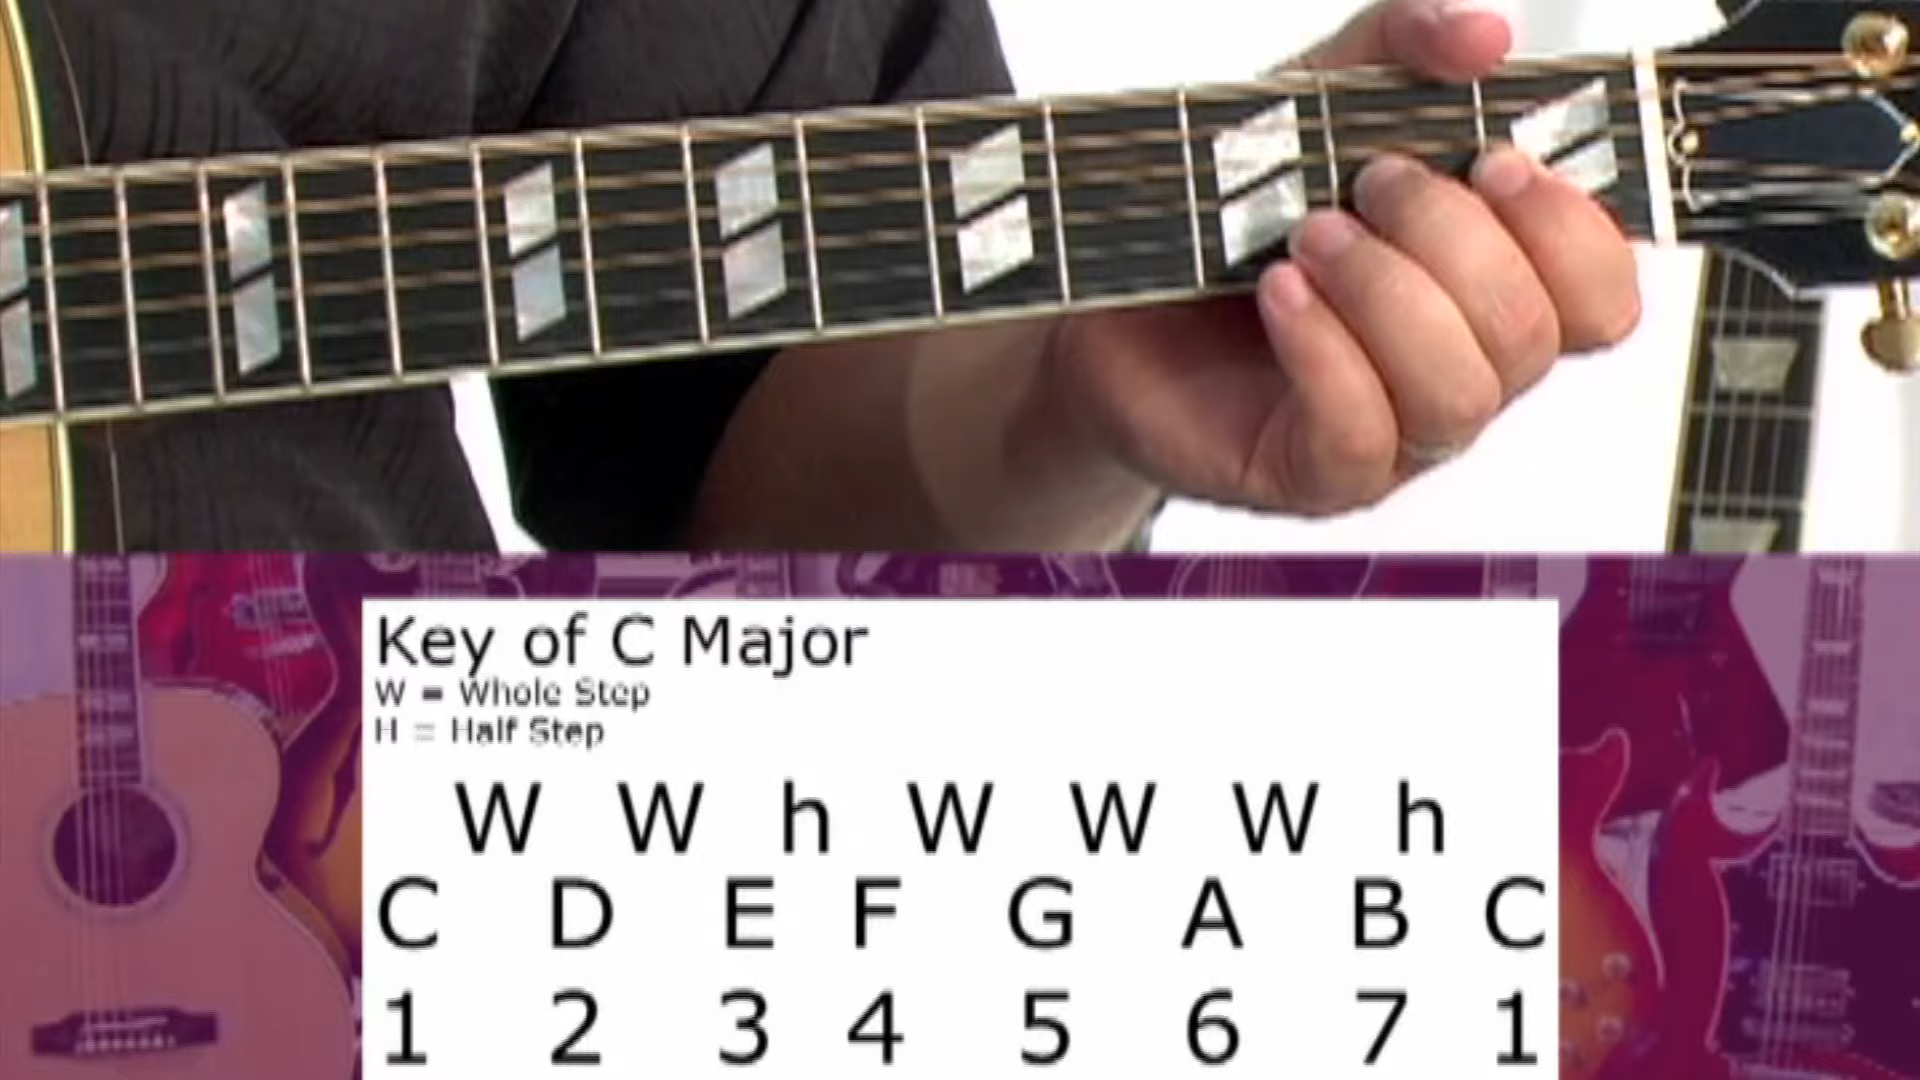 Key of C Major
W = Whole Step
H = Half Step
W W h W W W h
C D E F G A B C
1 2 3 4 5 6 7 1